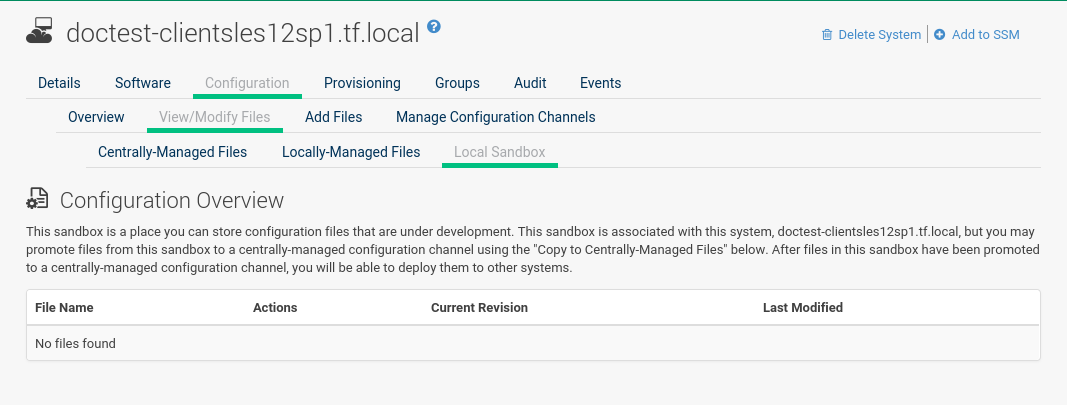 doctest-clientsles12sp1.tf.local ?
Delete System | Add to SSM
Details Software Configuration Provisioning Groups Audit Events
Overview View/Modify Files Add Files Manage Configuration Channels
Centrally-Managed Files Locally-Managed Files Local Sandbox
Configuration Overview
This sandbox is a place you can store configuration files that are under development. This sandbox is associated with this system, doctest-clientsles12sp1.tf.local, but you may
promote files from this sandbox to a centrally-managed configuration channel using the "Copy to Centrally-Managed Files" below. After files in this sandbox have been promoted
to a centrally-managed configuration channel, you will be able to deploy them to other systems.
File Name Actions Current Revision Last Modified
No files found